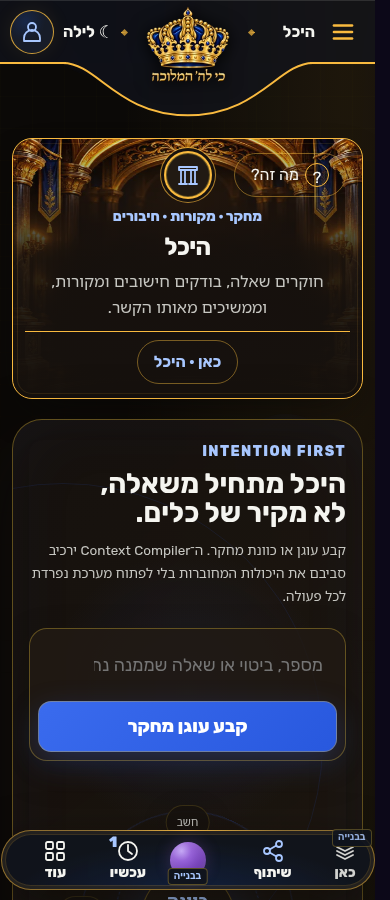 היכל
☾ לילה
כי לה' המלוכה
? מה זה?
מחקר • מקורות • חיבורים
היכל
חוקרים שאלה, בודקים חישובים ומקורות,
וממשיכים מאותו הקשר.
כאן • היכל
INTENTION FIRST
היכל מתחיל משאלה,
לא מקיר של כלים.
קבע עוגן או כוונת מחקר. ה־Context Compiler ירכיב
סביבם את היכולות המחוברות בלי לפתוח מערכת נפרדת
לכל פעולה.
מספר, ביטוי או שאלה שממנה
קבע עוגן מחקר
חשב
בבנייה
כאן
שיתוף
בבנייה
1
עכשיו
עוד